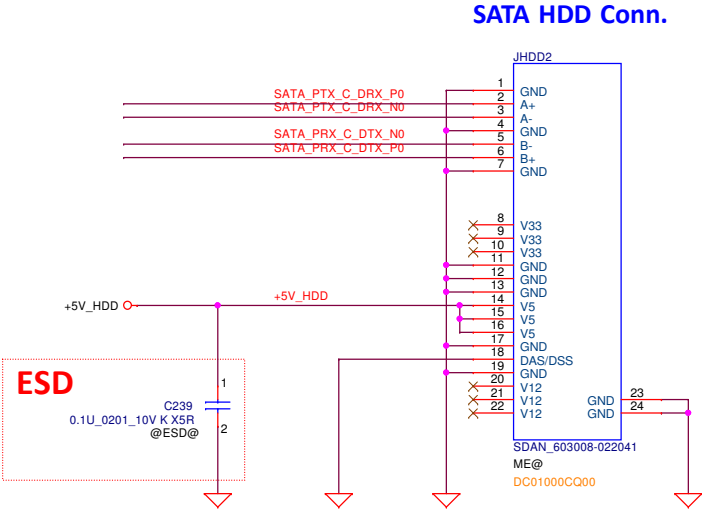 SATA HDD Conn.
JHDD2
1 GND
SATA_PTX_C_DRX_P0 2 A+
SATA_PTX_C_DRX_N0 3 A-
4 GND
SATA_PRX_C_DTX_N0 5 B-
SATA_PRX_C_DTX_P0 6 B+
7 GND
8 V33
9 V33
10 V33
11 GND
12 GND
13 GND
+5V_HDD +5V_HDD 14 V5
15 V5
16 V5
17 GND
18 DAS/DSS
19 GND
20 V12
21 V12 GND 23
22 V12 GND 24
ESD
1
C239
0.1U_0201_10V K X5R
@ESD@ 2
SDAN_603008-022041
ME@
DC01000CQ00